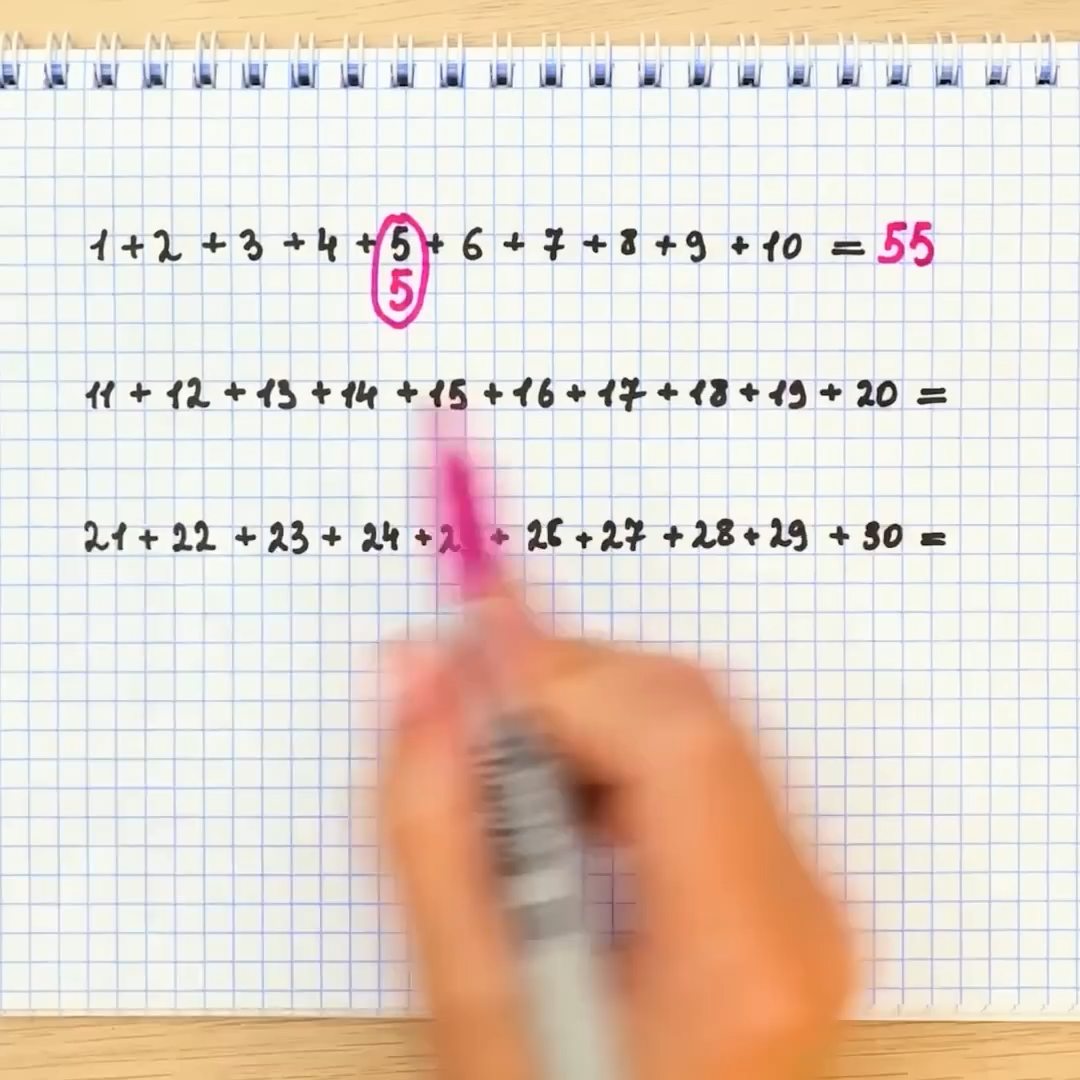 1 + 2 + 3 + 4 + 5 + 6 + 7 + 8 + 9 + 10 = 55
5
11 + 12 + 13 + 14 + 15 + 16 + 17 + 18 + 19 + 20 =
21 + 22 + 23 + 24 + 2 + 26 + 27 + 28 + 29 + 30 =